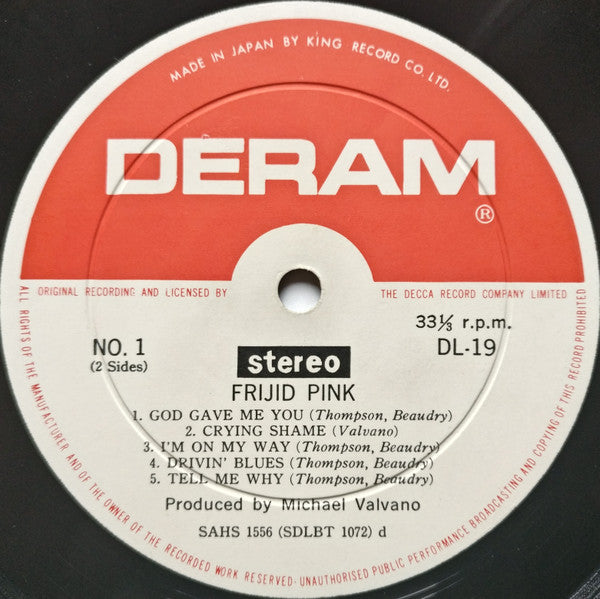 MADE IN JAPAN BY KING RECORD CO. LTD.
DERAM
®
ORIGINAL RECORDING AND LICENSED BY THE DECCA RECORD COMPANY LIMITED
33⅓ r.p.m.
NO. 1
DL-19
(2 Sides)
stereo
FRIJID PINK
1. GOD GAVE ME YOU (Thompson, Beaudry)
2. CRYING SHAME (Valvano)
3. I'M ON MY WAY (Thompson, Beaudry)
4. DRIVIN' BLUES (Thompson, Beaudry)
5. TELL ME WHY (Thompson, Beaudry)
Produced by Michael Valvano
SAHS 1556 (SDLBT 1072) d
ALL RIGHTS OF THE MANUFACTURER AND OF THE OWNER OF THE RECORDED WORK RESERVED·UNAUTHORISED PUBLIC PERFORMANCE BROADCASTING AND COPYING OF THIS RECORD PROHIBITED